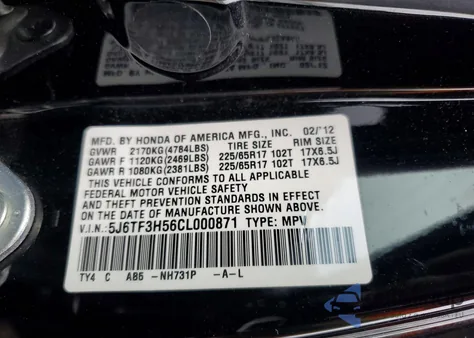 MFD. BY HONDA OF AMERICA MFG., INC. 02/'12
GVWR 2170KG(4784LBS) TIRE SIZE RIM SIZE
GAWR F 1120KG(2469LBS) 225/65R17 102T 17X6.5J
GAWR R 1080KG(2381LBS) 225/65R17 102T 17X6.5J
THIS VEHICLE CONFORMS TO ALL APPLICABLE
FEDERAL MOTOR VEHICLE SAFETY
AND THEFT PREVENTION STANDARDS IN EFFECT
ON THE DATE OF MANUFACTURE SHOWN ABOVE.
V.I.N.: 5J6TF3H56CL000871 TYPE: MPV
TY4 C AB5 -NH731P -A-L